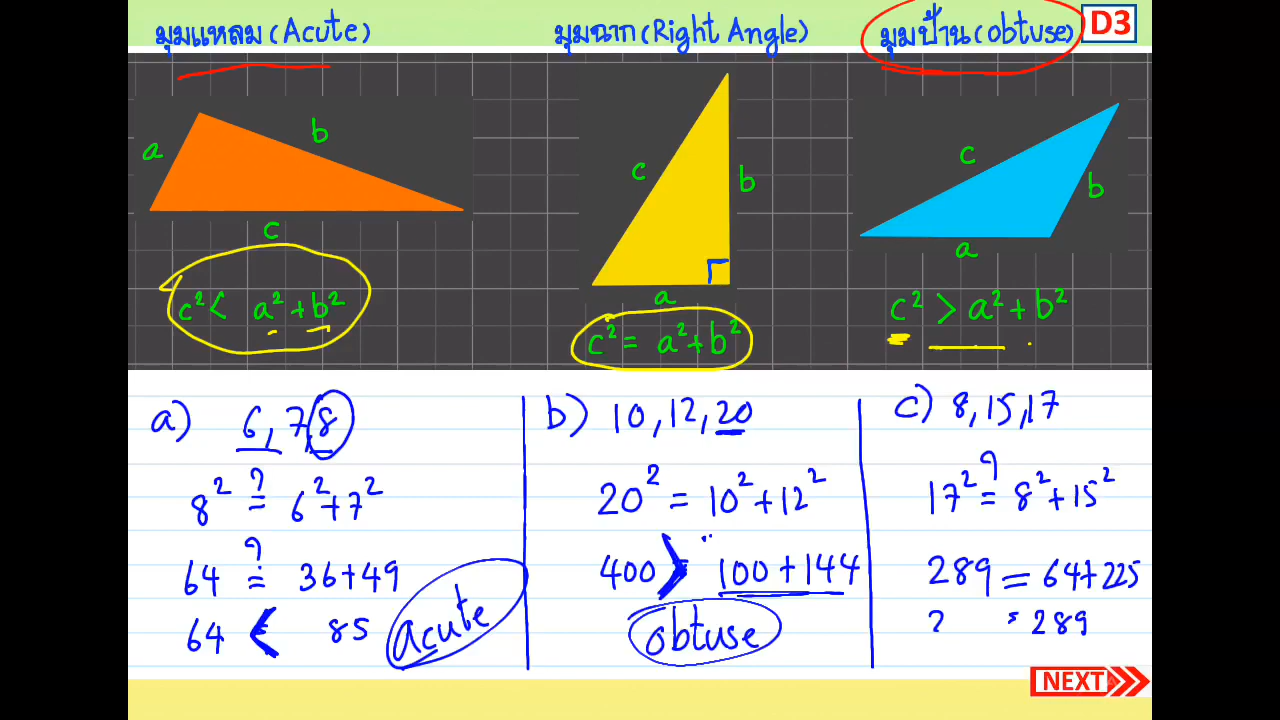 มุมแหลม(Acute)
มุมฉาก(Right Angle)
มุมป้าน(obtuse)
D3
a
b
c
c² < a² + b²
c
b
a
c² = a²+b²
c
b
a
c² > a²+b²
a) 6, 7, 8
8² ≟ 6²+7²
64 ≟ 36+49
64 < 85
acute
b) 10, 12, 20
20² = 10²+12²
400 > 100+144
obtuse
c) 8, 15, 17
17² ≟ 8²+15²
289 = 64+225
? = 289
NEXT